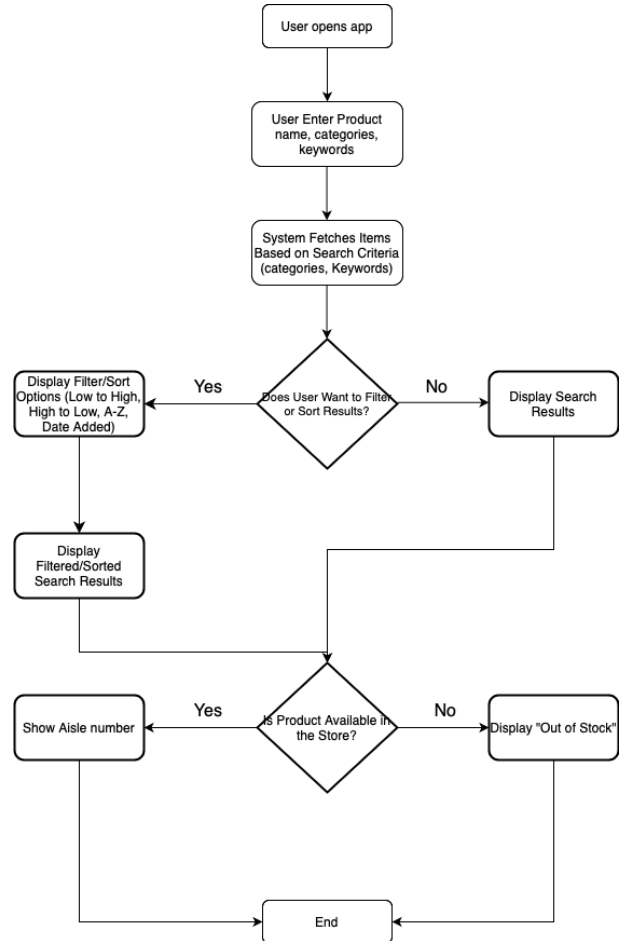 User opens app
User Enter Product
name, categories,
keywords
System Fetches Items
Based on Search Criteria
(categories, Keywords)
Does User Want to Filter
or Sort Results?
Yes
No
Display Filter/Sort
Options (Low to High,
High to Low, A-Z,
Date Added)
Display Search
Results
Display
Filtered/Sorted
Search Results
Is Product Available in
the Store?
Yes
No
Show Aisle number
Display "Out of Stock"
End